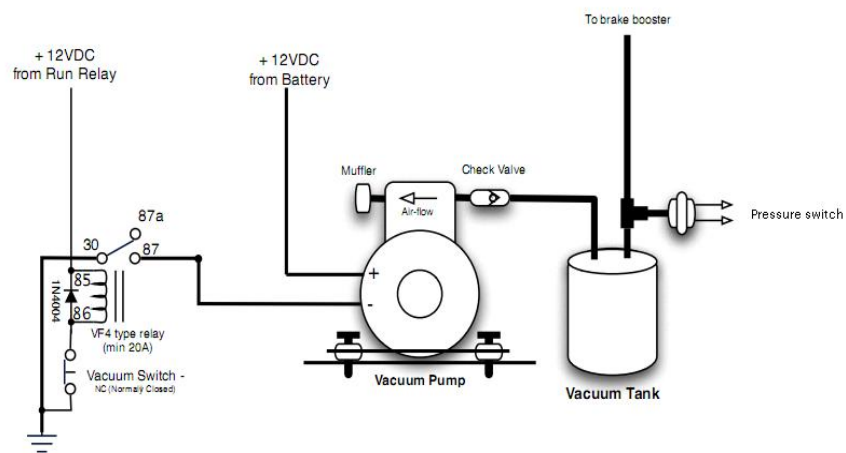 To brake booster
+ 12VDC
from Run Relay
+ 12VDC
from Battery
Muffler
Check Valve
Air-flow
Pressure switch
87a
30
87
85
1N4004
86
+
-
VF4 type relay
(min 20A)
Vacuum Switch -
NC (Normaly Closed)
Vacuum Pump
Vacuum Tank